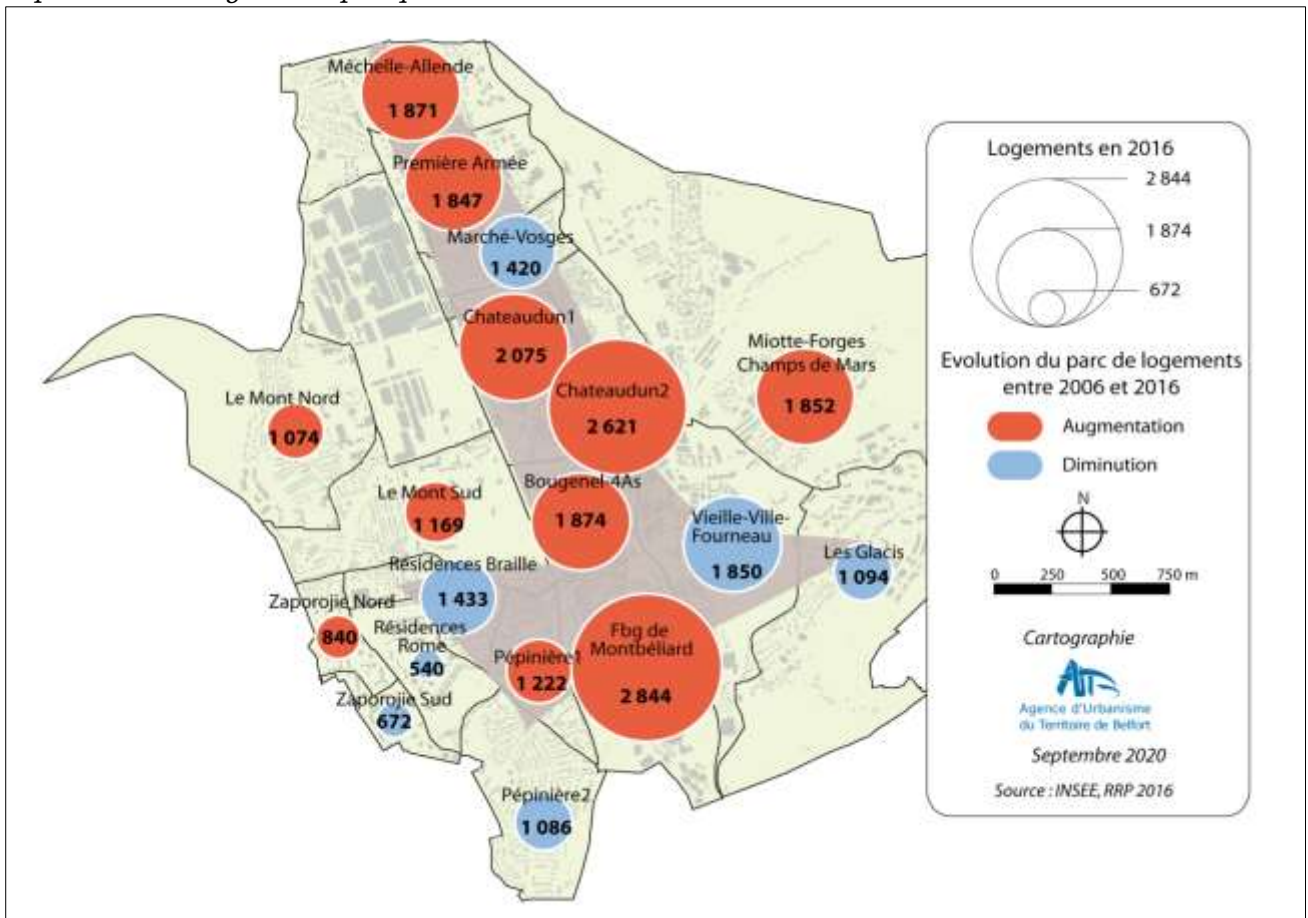 Méchelle-Allende
1 871
Première Armée
1 847
Marché-Vosges
1 420
Chateaudun1
2 075
Chateaudun2
2 621
Miotte-Forges
Champs de Mars
1 852
Le Mont Nord
1 074
Le Mont Sud
1 169
Bougenel-4As
1 874
Vieille-Ville-
Fourneau
1 850
Les Glacis
1 094
Résidences Braille
1 433
Zaporojie Nord
840
Résidences
Rome
540
Zaporojie Sud
672
Pépinière1
1 222
Fbg de
Montbéliard
2 844
Pépinière2
1 086
Logements en 2016
2 844
1 874
672
Evolution du parc de logements
entre 2006 et 2016
Augmentation
Diminution
N
0 250 500 750 m
Cartographie
Agence d'Urbanisme
du Territoire de Belfort
Septembre 2020
Source : INSEE, RRP 2016